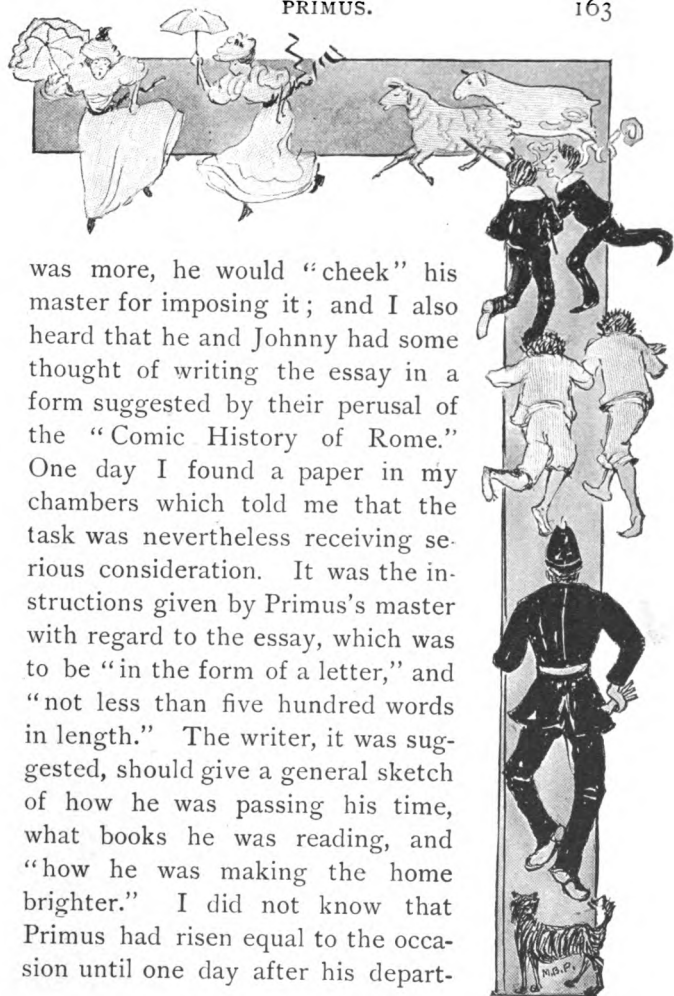 PRIMUS. 163
was more, he would “cheek” his
master for imposing it; and I also
heard that he and Johnny had some
thought of writing the essay in a
form suggested by their perusal of
the “Comic History of Rome.”
One day I found a paper in my
chambers which told me that the
task was nevertheless receiving se-
rious consideration. It was the in-
structions given by Primus’s master
with regard to the essay, which was
to be “in the form of a letter,” and
“not less than five hundred words
in length.” The writer, it was sug-
gested, should give a general sketch
of how he was passing his time,
what books he was reading, and
“how he was making the home
brighter.” I did not know that
Primus had risen equal to the occa-
sion until one day after his depart-
M.B.P.